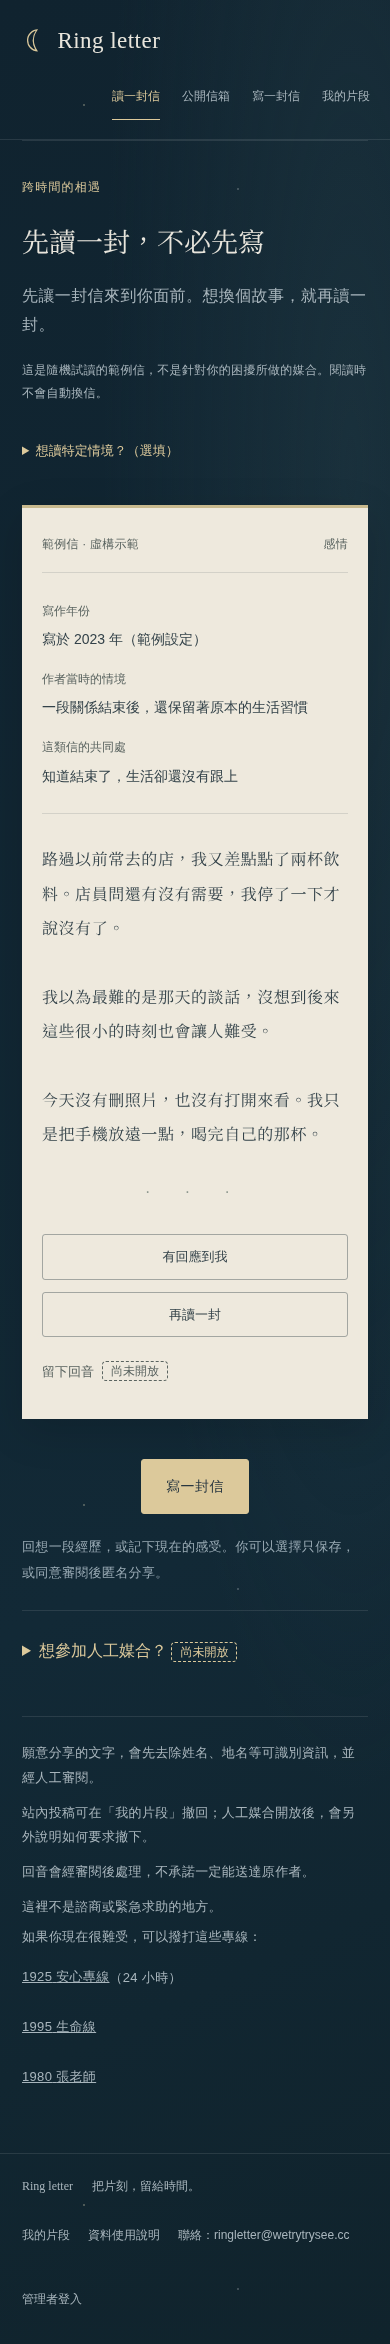 Ring letter
讀一封信 公開信箱 寫一封信 我的片段
跨時間的相遇
先讀一封，不必先寫
先讓一封信來到你面前。想換個故事，就再讀一
封。
這是隨機試讀的範例信，不是針對你的困擾所做的媒合。閱讀時
不會自動換信。
想讀特定情境？（選填）
範例信 · 虛構示範 感情
寫作年份
寫於 2023 年（範例設定）
作者當時的情境
一段關係結束後，還保留著原本的生活習慣
這類信的共同處
知道結束了，生活卻還沒有跟上
路過以前常去的店，我又差點點了兩杯飲
料。店員問還有沒有需要，我停了一下才
說沒有了。
我以為最難的是那天的談話，沒想到後來
這些很小的時刻也會讓人難受。
今天沒有刪照片，也沒有打開來看。我只
是把手機放遠一點，喝完自己的那杯。
· · ·
有回應到我
再讀一封
留下回音 尚未開放
寫一封信
回想一段經歷，或記下現在的感受。你可以選擇只保存，
或同意審閱後匿名分享。
想參加人工媒合？ 尚未開放
願意分享的文字，會先去除姓名、地名等可識別資訊，並
經人工審閱。
站內投稿可在「我的片段」撤回；人工媒合開放後，會另
外說明如何要求撤下。
回音會經審閱後處理，不承諾一定能送達原作者。
這裡不是諮商或緊急求助的地方。
如果你現在很難受，可以撥打這些專線：
1925 安心專線（24 小時）
1995 生命線
1980 張老師
Ring letter 把片刻，留給時間。
我的片段 資料使用說明 聯絡：ringletter@wetrytrysee.cc
管理者登入